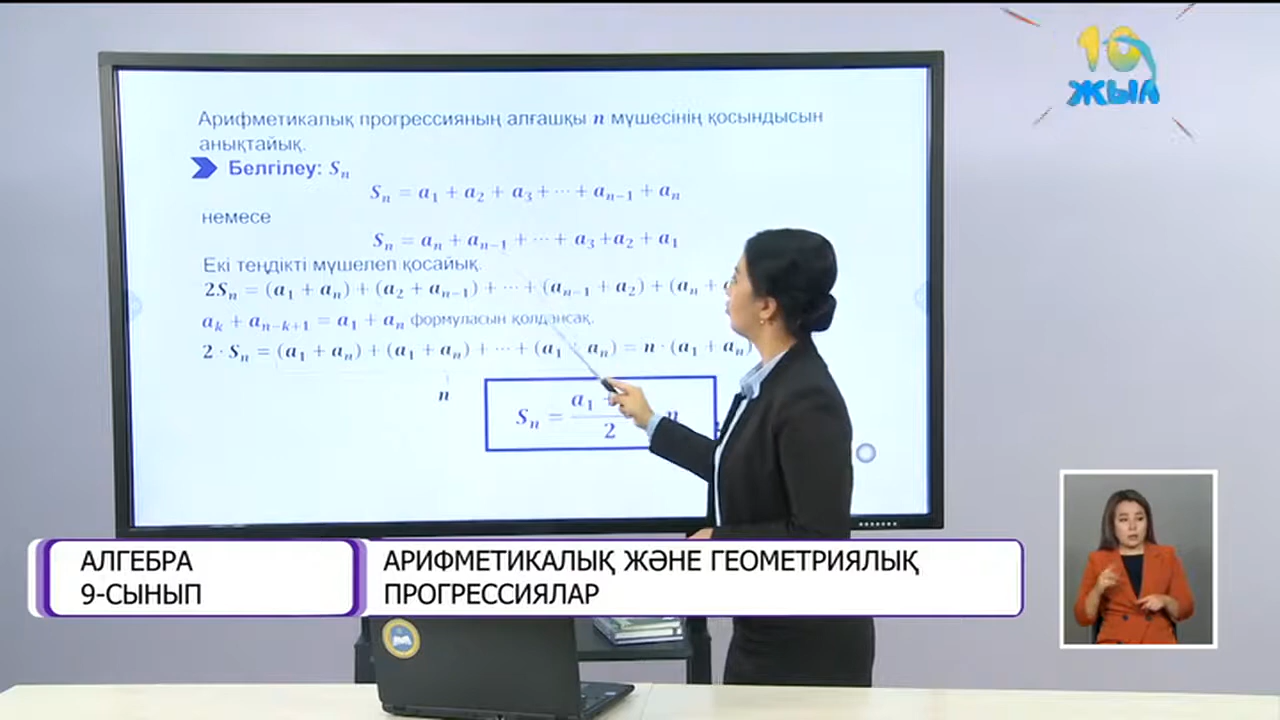 10
ЖЫЛ
Арифметикалық прогрессияның алғашқы n мүшесінің қосындысын
анықтайық.
Белгілеу: Sₙ
Sₙ = a₁ + a₂ + a₃ + ⋯ + aₙ₋₁ + aₙ
немесе
Sₙ = aₙ + aₙ₋₁ + ⋯ + a₃ +a₂ + a₁
Екі теңдікті мүшелеп қосайық.
2Sₙ = (a₁ + aₙ) + (a₂ + aₙ₋₁) + ⋯ + (aₙ₋₁ + a₂) + (aₙ +
aₖ + aₙ₋ₖ₊₁ = a₁ + aₙ формуласын қолдансақ.
2 · Sₙ = (a₁ + aₙ) + (a₁ + aₙ) + ⋯ + (a₁ + aₙ) = n · (a₁ + aₙ)
n
a₁ +
Sₙ = n
2
АЛГЕБРА
9-СЫНЫП
АРИФМЕТИКАЛЫҚ ЖӘНЕ ГЕОМЕТРИЯЛЫҚ
ПРОГРЕССИЯЛАР